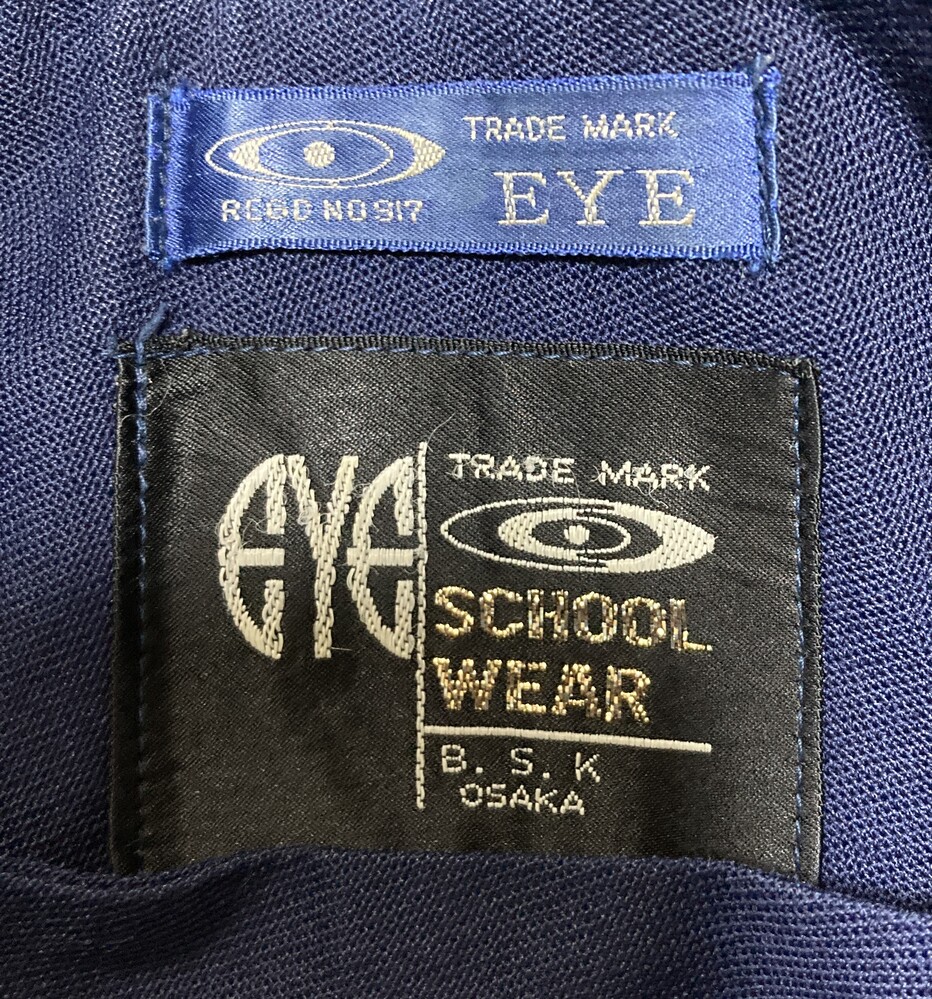 TRADE MARK
EYE
REGD NO 917
EYE
TRADE MARK
SCHOOL
WEAR
B. S. K
OSAKA